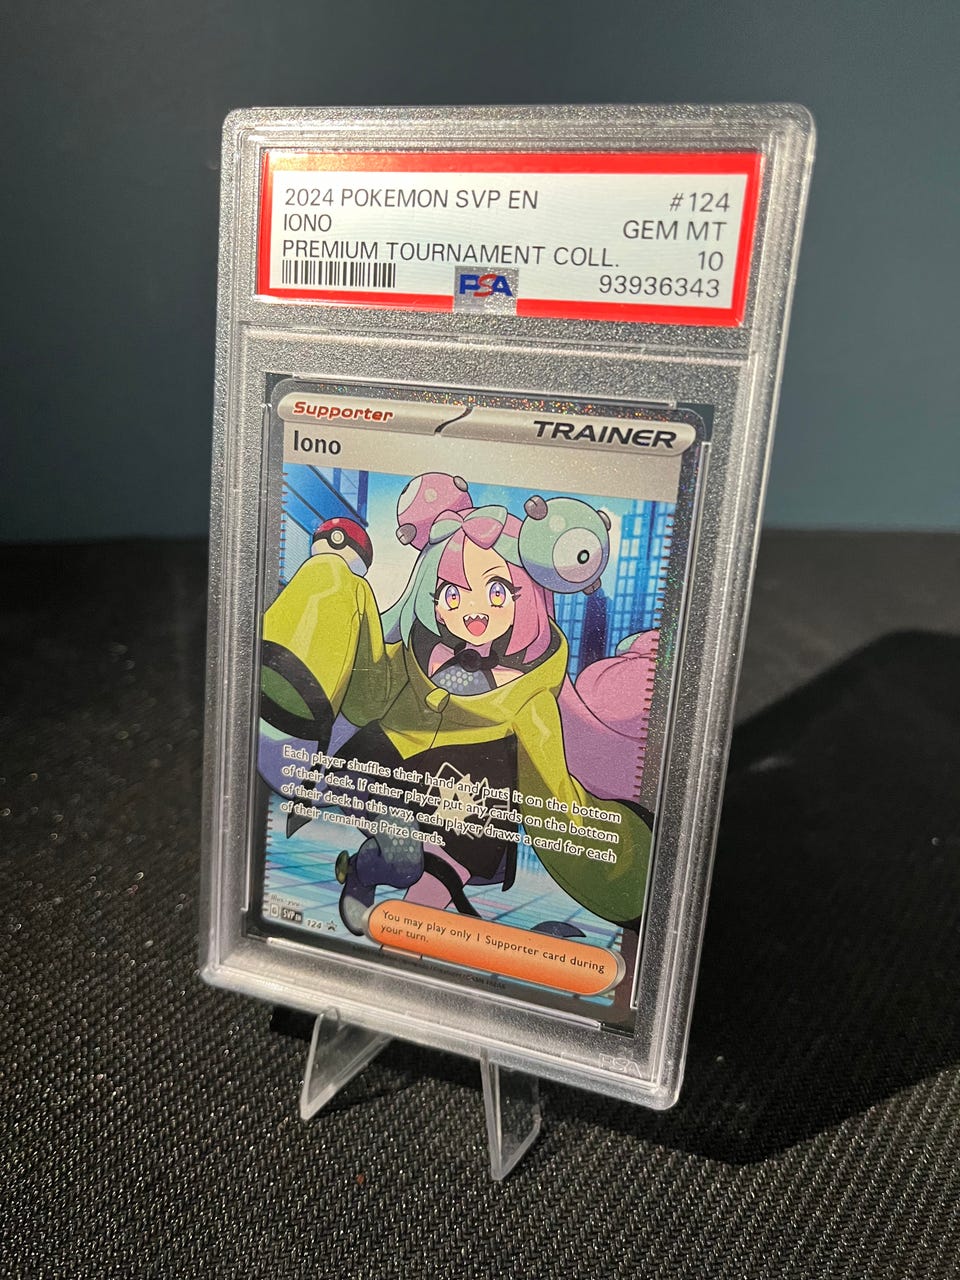 2024 POKEMON SVP EN #124
IONO GEM MT
PREMIUM TOURNAMENT COLL. 10
PSA 93936343
Supporter TRAINER
Iono
Each player shuffles their hand and puts it on the bottom
of their deck. If either player put any cards on the bottom
of their deck in this way, each player draws a card for each
of their remaining Prize cards.
Illus.
SVP EN 124
You may play only 1 Supporter card during
your turn.
PSA